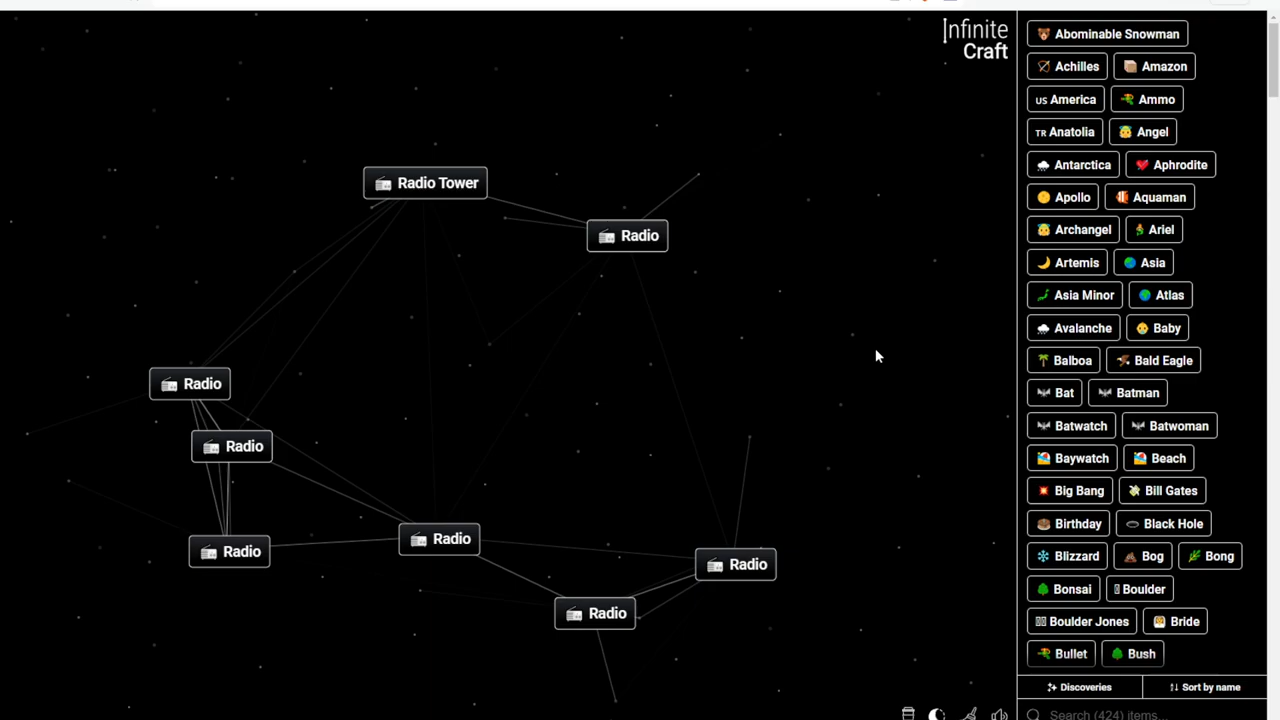 Infinite
Craft
Radio Tower
Radio
Radio
Radio
Radio
Radio
Radio
Radio
Abominable Snowman
Achilles Amazon
US America Ammo
TR Anatolia Angel
Antarctica Aphrodite
Apollo Aquaman
Archangel Ariel
Artemis Asia
Asia Minor Atlas
Avalanche Baby
Balboa Bald Eagle
Bat Batman
Batwatch Batwoman
Baywatch Beach
Big Bang Bill Gates
Birthday Black Hole
Blizzard Bog Bong
Bonsai Boulder
Boulder Jones Bride
Bullet Bush
Discoveries Sort by name
Search (424) items...